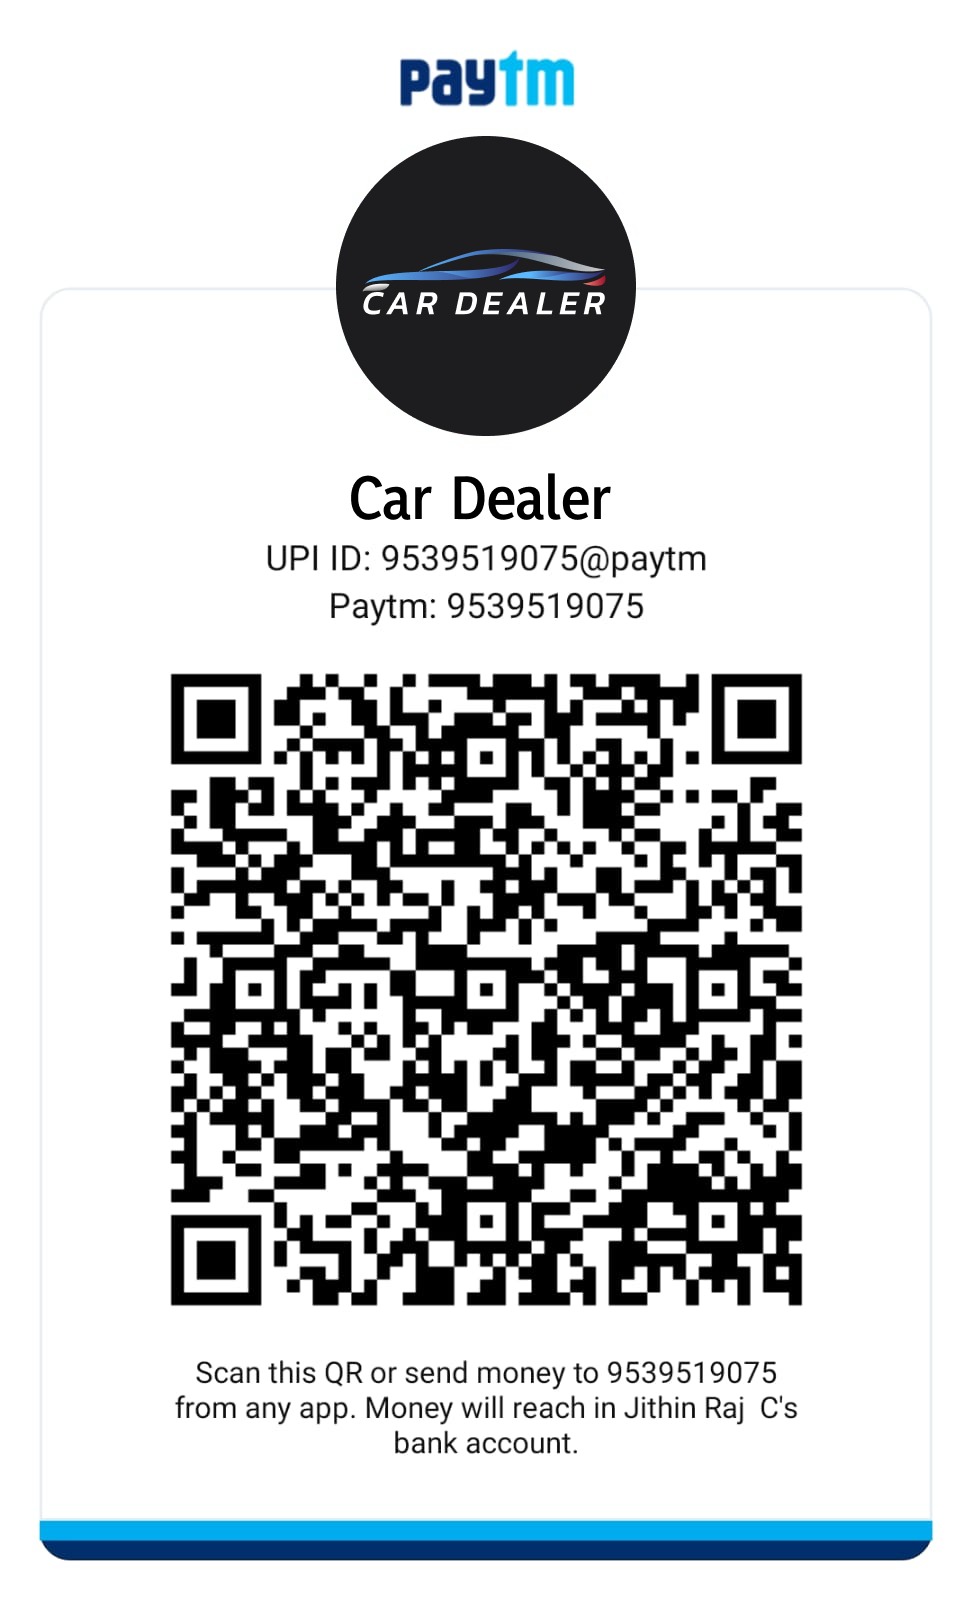 paytm
CAR DEALER
Car Dealer
UPI ID: 9539519075@paytm
Paytm: 9539519075
Scan this QR or send money to 9539519075
from any app. Money will reach in Jithin Raj  C's
bank account.